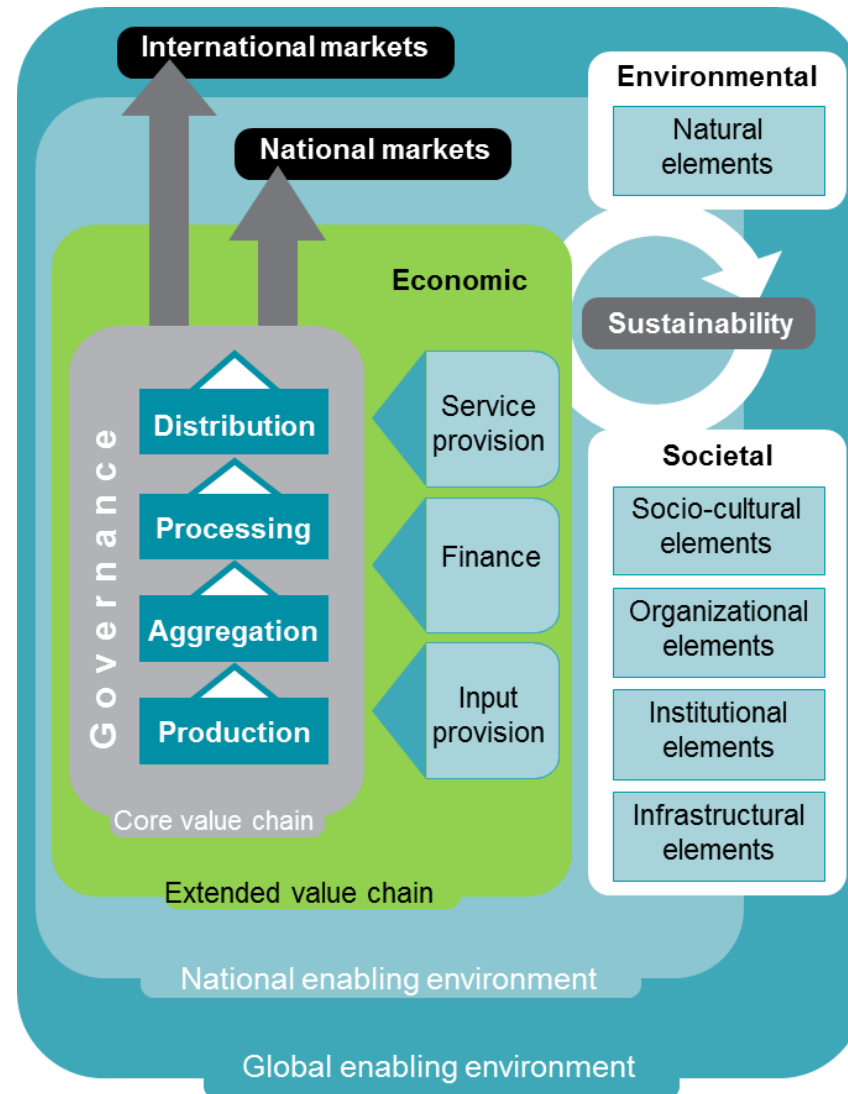 International markets
National markets
Environmental
Natural
elements
Economic
Sustainability
Governance
Distribution
Processing
Aggregation
Production
Core value chain
Service
provision
Finance
Input
provision
Societal
Socio-cultural
elements
Organizational
elements
Institutional
elements
Infrastructural
elements
Extended value chain
National enabling environment
Global enabling environment